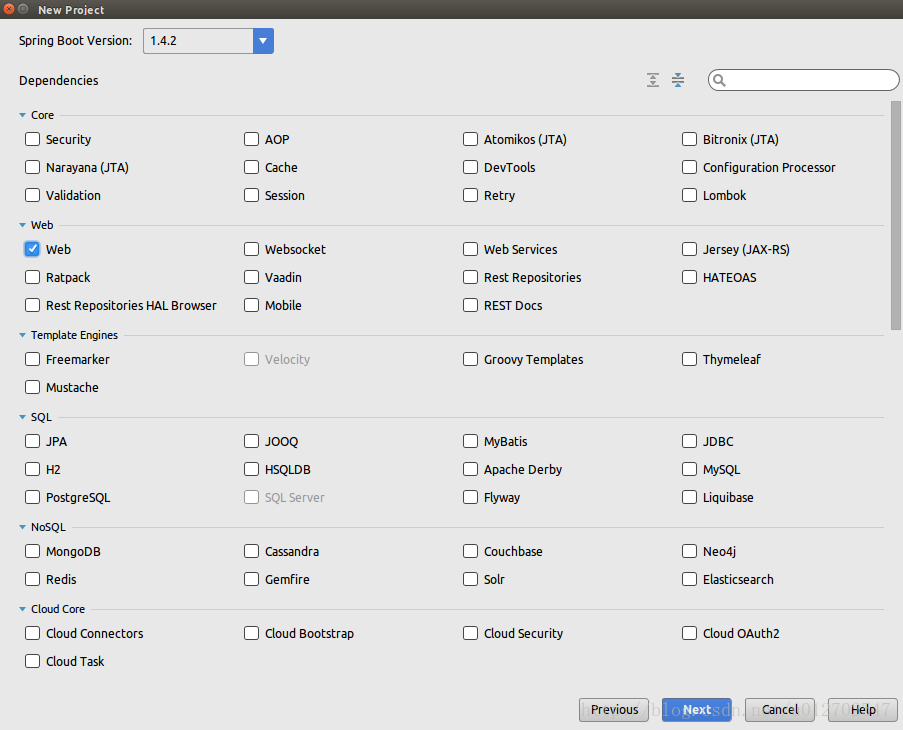 New Project
Spring Boot Version: 1.4.2
Dependencies
Core
Security AOP Atomikos (JTA) Bitronix (JTA)
Narayana (JTA) Cache DevTools Configuration Processor
Validation Session Retry Lombok
Web
Web Websocket Web Services Jersey (JAX-RS)
Ratpack Vaadin Rest Repositories HATEOAS
Rest Repositories HAL Browser Mobile REST Docs
Template Engines
Freemarker Velocity Groovy Templates Thymeleaf
Mustache
SQL
JPA JOOQ MyBatis JDBC
H2 HSQLDB Apache Derby MySQL
PostgreSQL SQL Server Flyway Liquibase
NoSQL
MongoDB Cassandra Couchbase Neo4j
Redis Gemfire Solr Elasticsearch
Cloud Core
Cloud Connectors Cloud Bootstrap Cloud Security Cloud OAuth2
Cloud Task
Previous Next Cancel Help